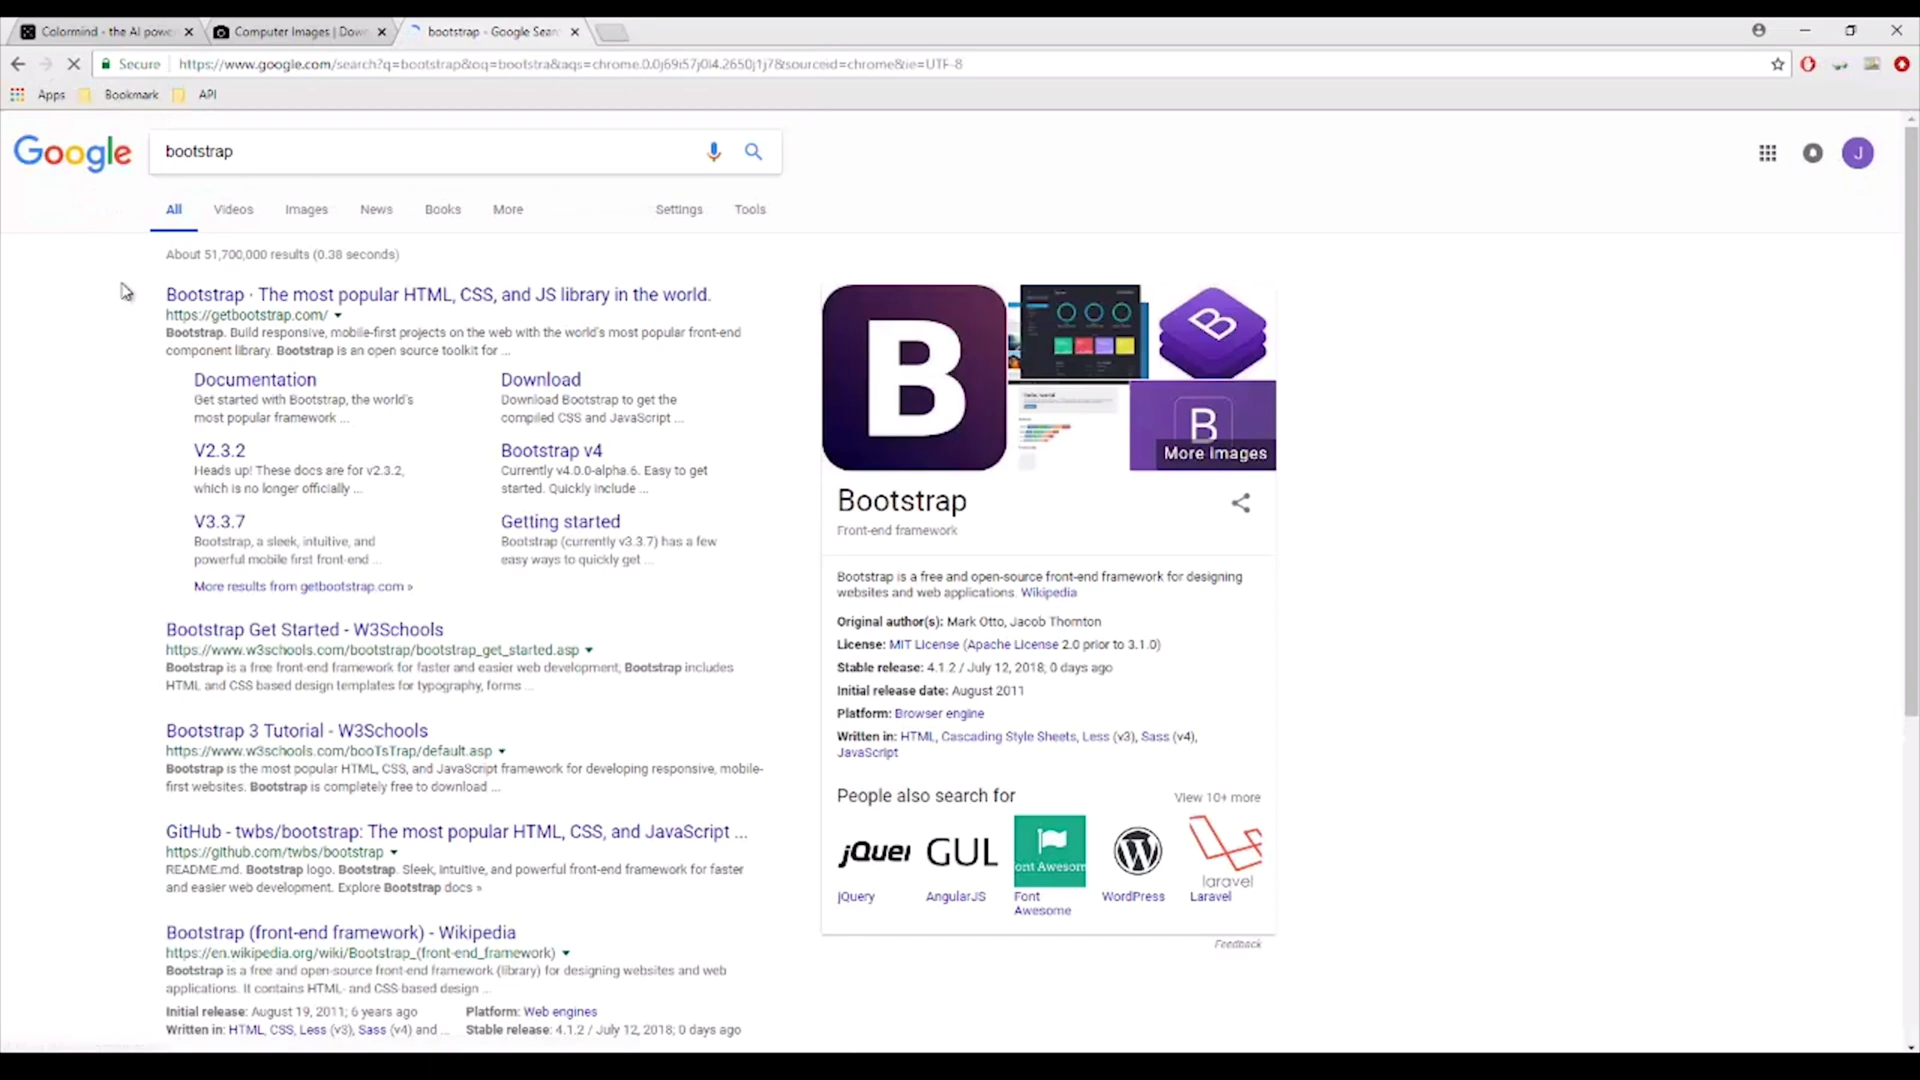 Colormind - the AI powe
Computer Images | Dow
bootstrap - Google Sear
Secure
https://www.google.com/search?q=bootstrap&oq=bootstra&aqs=chrome.0.0j69i57j0l4.2650j1j7&sourceid=chrome&ie=UTF-8
Apps
Bookmark
API
Google
bootstrap
J
All
Videos
Images
News
Books
More
Settings
Tools
About 51,700,000 results (0.38 seconds)
Bootstrap · The most popular HTML, CSS, and JS library in the world.
https://getbootstrap.com/
Bootstrap. Build responsive, mobile-first projects on the web with the world's most popular front-end
component library. Bootstrap is an open source toolkit for ...
Documentation
Get started with Bootstrap, the world's
most popular framework ...
Download
Download Bootstrap to get the
compiled CSS and JavaScript ...
V2.3.2
Heads up! These docs are for v2.3.2,
which is no longer officially ...
Bootstrap v4
Currently v4.0.0-alpha.6. Easy to get
started. Quickly include ...
V3.3.7
Bootstrap, a sleek, intuitive, and
powerful mobile first front-end ...
Getting started
Bootstrap (currently v3.3.7) has a few
easy ways to quickly get ...
More results from getbootstrap.com »
Bootstrap Get Started - W3Schools
https://www.w3schools.com/bootstrap/bootstrap_get_started.asp
Bootstrap is a free front-end framework for faster and easier web development, Bootstrap includes
HTML and CSS based design templates for typography, forms ...
Bootstrap 3 Tutorial - W3Schools
https://www.w3schools.com/booTsTrap/default.asp
Bootstrap is the most popular HTML, CSS, and JavaScript framework for developing responsive, mobile-
first websites. Bootstrap is completely free to download ...
GitHub - twbs/bootstrap: The most popular HTML, CSS, and JavaScript ...
https://github.com/twbs/bootstrap
README.md. Bootstrap logo. Bootstrap. Sleek, intuitive, and powerful front-end framework for faster
and easier web development. Explore Bootstrap docs »
Bootstrap (front-end framework) - Wikipedia
https://en.wikipedia.org/wiki/Bootstrap_(front-end_framework)
Bootstrap is a free and open-source front-end framework (library) for designing websites and web
applications. It contains HTML- and CSS-based design ...
Initial release: August 19, 2011; 6 years ago
Platform: Web engines
Written in: HTML, CSS, Less (v3), Sass (v4) and ...
Stable release: 4.1.2 / July 12, 2018; 0 days ago
B
B
B
More images
Bootstrap
Front-end framework
Bootstrap is a free and open-source front-end framework for designing
websites and web applications. Wikipedia
Original author(s): Mark Otto, Jacob Thornton
License: MIT License (Apache License 2.0 prior to 3.1.0)
Stable release: 4.1.2 / July 12, 2018; 0 days ago
Initial release date: August 2011
Platform: Browser engine
Written in: HTML, Cascading Style Sheets, Less (v3), Sass (v4),
JavaScript
People also search for
View 10+ more
jQuer
GUL
ont Awesom
laravel
jQuery
AngularJS
Font
Awesome
WordPress
Laravel
Feedback